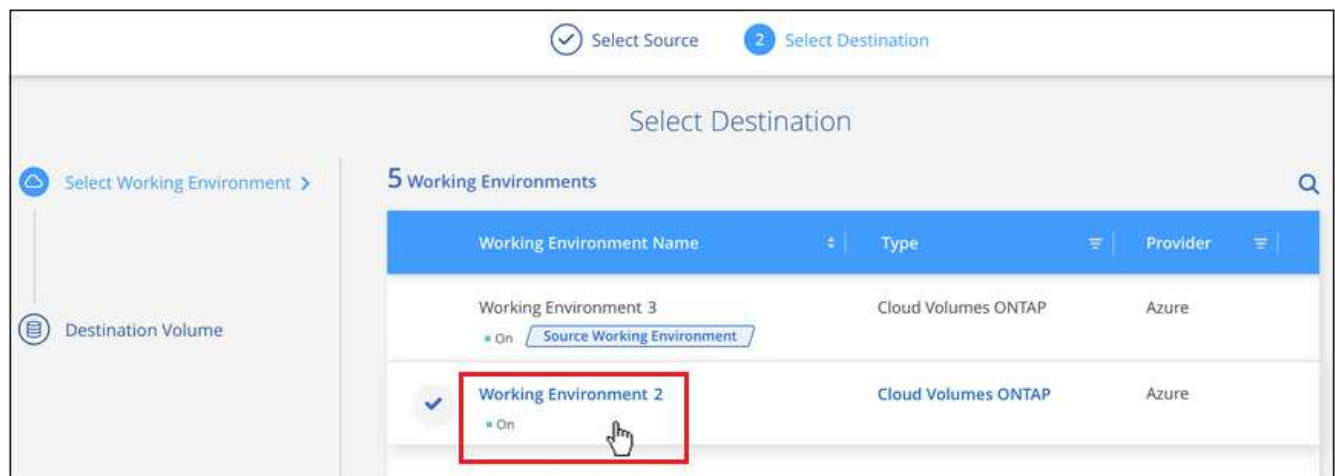 Select Source
2 Select Destination
Select Destination
Select Working Environment >
5 Working Environments
Working Environment Name
Type
Provider
Working Environment 3
Cloud Volumes ONTAP
Azure
On
Source Working Environment
Destination Volume
Working Environment 2
Cloud Volumes ONTAP
Azure
On